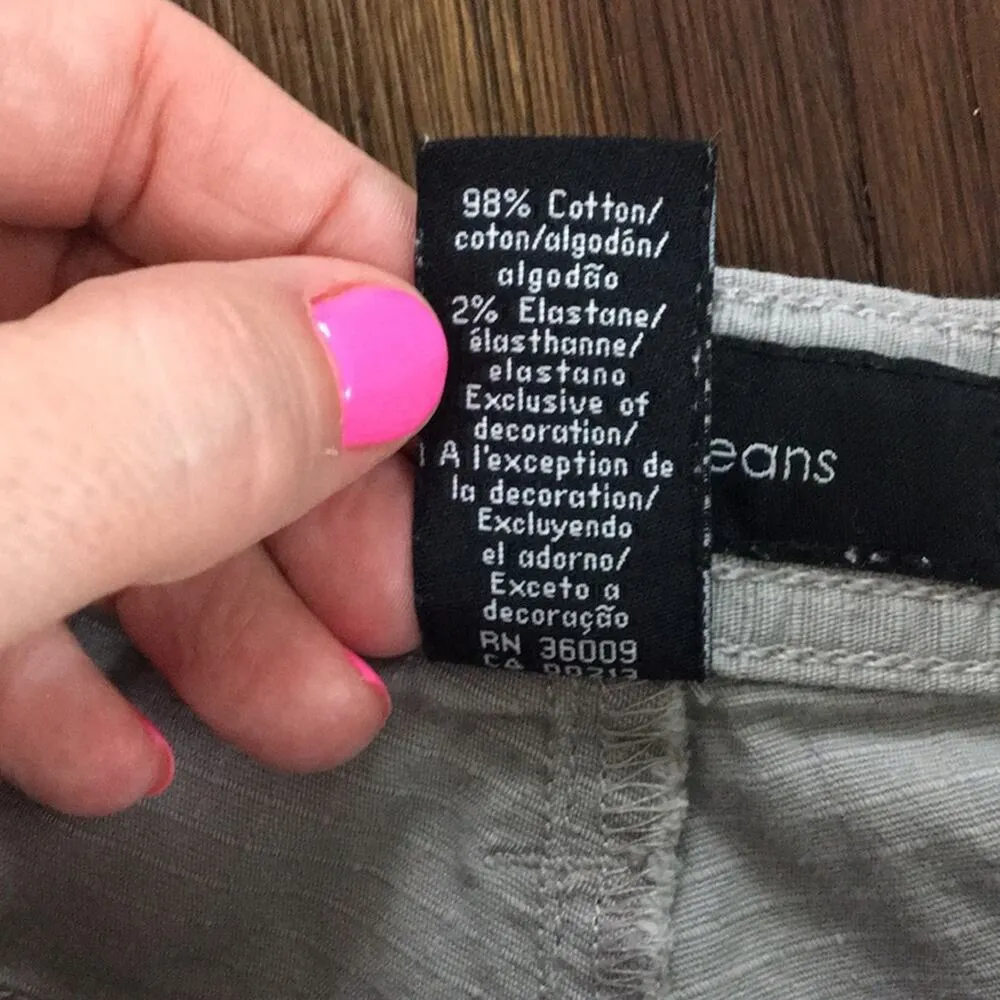 98% Cotton/
coton/algodón/
algodão
2% Elastane/
élasthanne/
elastano
Exclusive of
decoration/
A l'exception de
la decoration/
Excluyendo
el adorno/
Exceto a
decoração
RN 36009
CA
eans